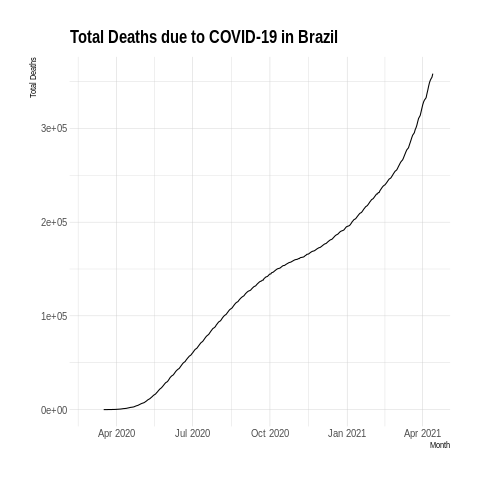 Total Deaths due to COVID-19 in Brazil
Total Deaths
3e+05
2e+05
1e+05
0e+00
Apr 2020 Jul 2020 Oct 2020 Jan 2021 Apr 2021
Month